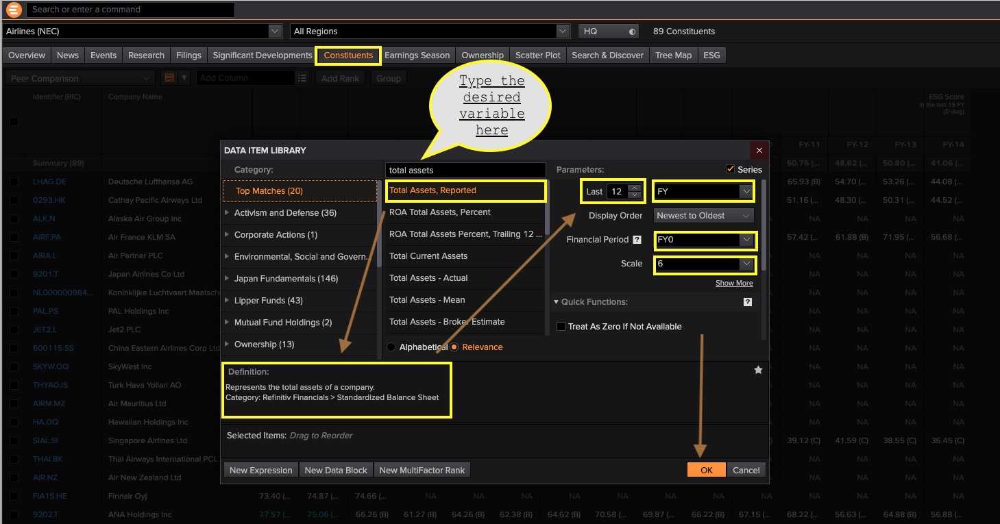 Search or enter a command
Airlines (NEC)
All Regions
HQ
89 Constituents
Overview
News
Events
Research
Filings
Significant Developments
Constituents
Earnings Season
Ownership
Scatter Plot
Search & Discover
Tree Map
ESG
Peer Comparison
Add Column
Add Rank
Group
Type the
desired
variable
here
Identifier (RIC)
Company Name
ESG Score
in the last 15 FY
(Σ=Avg)
FY-11
FY-12
FY-13
FY-14
Summary (89)
50.75 (...
48.62 (...
50.80 (...
41.06 (...
LHAG.DE
Deutsche Lufthansa AG
65.93 (B)
54.70 (...
53.26 (...
44.08 (...
0293.HK
Cathay Pacific Airways Ltd
51.16 (...
48.30 (...
50.31 (...
44.52 (...
ALK.N
Alaska Air Group Inc
NA
NA
NA
NA
AIRF.PA
Air France KLM SA
57.42 (...
61.88 (B)
71.95 (...
56.68 (...
AIRA.L
Air Partner PLC
NA
NA
NA
NA
9201.T
Japan Airlines Co Ltd
NA
NA
NA
NA
NL000000964...
Koninklijke Luchtvaart Maatsch
NA
NA
NA
NA
PAL.PS
PAL Holdings Inc
NA
NA
NA
NA
JET2.L
Jet2 PLC
NA
NA
NA
NA
600115.SS
China Eastern Airlines Corp Ltd
NA
NA
NA
NA
SKYW.OQ
SkyWest Inc
NA
NA
NA
NA
THYAO.IS
Turk Hava Yollari AO
NA
NA
NA
NA
AIRM.MZ
Air Mauritius Ltd
NA
NA
NA
NA
HA.OQ
Hawaiian Holdings Inc
NA
NA
NA
NA
SIAL.SI
Singapore Airlines Ltd
39.12 (C)
41.59 (C)
38.55 (C)
36.45 (C)
THAI.BK
Thai Airways International PCL
NA
NA
NA
NA
AIR.NZ
Air New Zealand Ltd
NA
NA
NA
NA
FIA1S.HE
Finnair Oyj
73.40 (...
74.87 (...
74.66 (...
NA
NA
NA
NA
NA
NA
NA
NA
NA
NA
NA
NA
9202.T
ANA Holdings Inc
77.57 (...
75.06 (...
66.26 (B)
61.27 (B)
64.26 (B)
62.38 (B)
64.62 (B)
70.58 (...
69.87 (...
66.22 (B)
67.15 (...
68.22 (...
56.63 (...
64.88 (B)
56.88 (...
DATA ITEM LIBRARY
Category:
total assets
Parameters:
Series
Top Matches (20)
Activism and Defense (36)
Corporate Actions (1)
Environmental, Social and Govern...
Japan Fundamentals (146)
Lipper Funds (43)
Mutual Fund Holdings (2)
Ownership (13)
Total Assets, Reported
ROA Total Assets, Percent
ROA Total Assets Percent, Trailing 12 ...
Total Current Assets
Total Assets - Actual
Total Assets - Mean
Total Assets - Broker Estimate
Alphabetical
Relevance
Last
12
FY
Display Order
Newest to Oldest
Financial Period ?
FY0
Scale
6
Show More
Quick Functions:
?
Treat As Zero If Not Available
Definition:
Represents the total assets of a company.
Category: Refinitiv Financials > Standardized Balance Sheet
Selected Items: Drag to Reorder
New Expression
New Data Block
New MultiFactor Rank
OK
Cancel